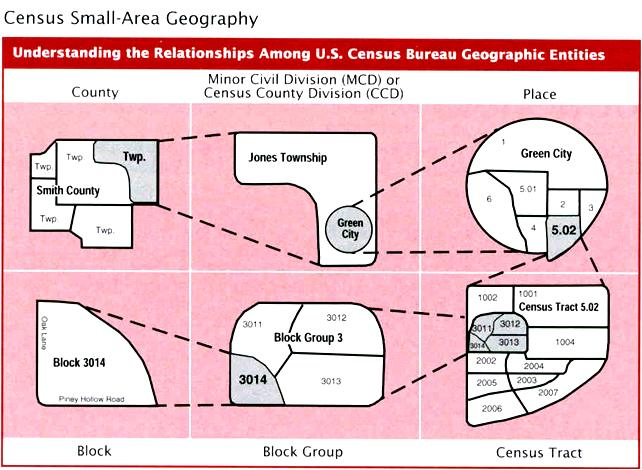 Census Small-Area Geography
Understanding the Relationships Among U.S. Census Bureau Geographic Entities
County
Minor Civil Division (MCD) or
Census County Division (CCD)
Place
Twp.
Twp.
Twp.
Smith County
Twp.
Twp.
Jones Township
Green
City
1
Green City
6
5.01
2
3
4
5.02
Oak Lane
Block 3014
Piney Hollow Road
3011
3012
Block Group 3
3014
3013
1002
1001
Census Tract 5.02
3011
3012
3014
3013
1004
2002
2004
2005
2003
2007
2006
Block
Block Group
Census Tract